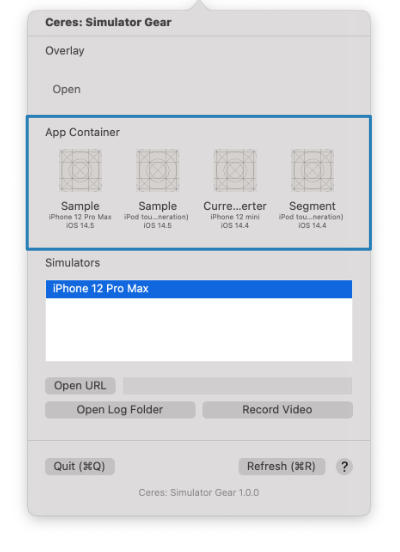 Ceres: Simulator Gear
Overlay
Open
App Container
Sample Sample Curre...erter Segment
iPhone 12 Pro Max iPod tou...neration) iPhone 12 mini iPod tou...neration)
iOS 14.5 iOS 14.5 iOS 14.4 iOS 14.4
Simulators
iPhone 12 Pro Max
Open URL
Open Log Folder Record Video
Quit (⌘Q) Refresh (⌘R) ?
Ceres: Simulator Gear 1.0.0